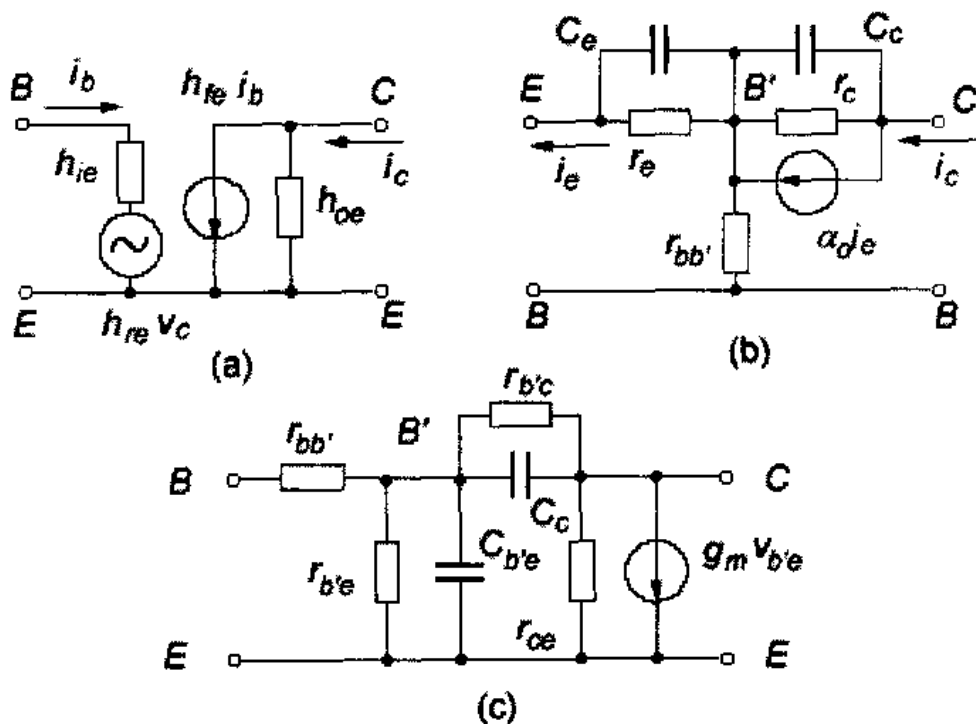 B
i_b
h_fe i_b
C
h_ie
h_oe
i_c
E
h_re v_c
E
(a)
C_e
C_c
E
B'
r_c
C
i_e
r_e
i_c
r_bb'
α_o i_e
B
B
(b)
r_b'c
r_bb'
B'
B
C
C_c
C_b'e
r_b'e
g_m v_b'e
r_ce
E
E
(c)